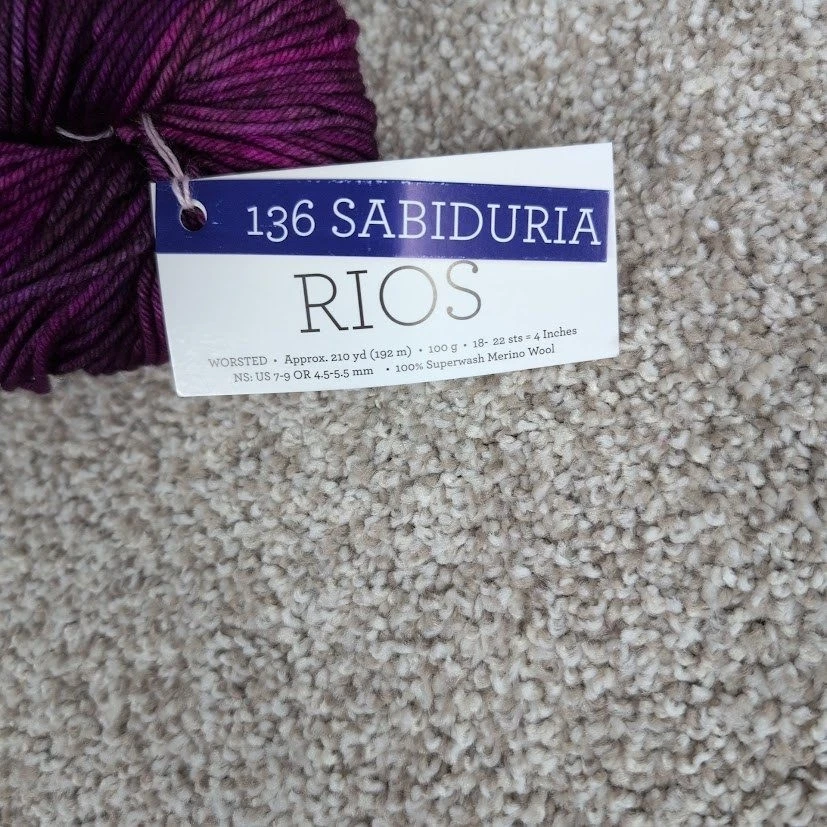 136 SABIDURIA
RIOS
WORSTED • Approx. 210 yd (192 m) • 100 g • 18- 22 sts = 4 Inches
NS: US 7-9 OR 4.5-5.5 mm • 100% Superwash Merino Wool